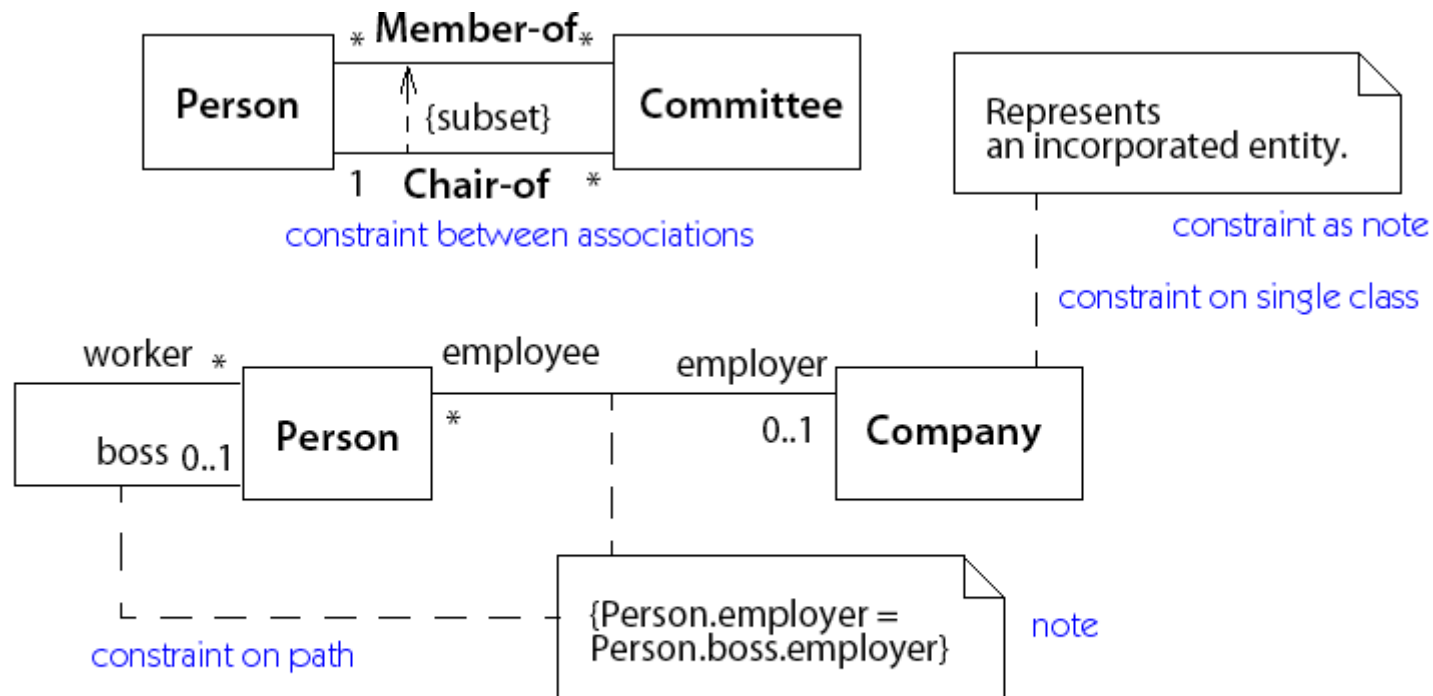 * Member-of *
Person
{subset}
Committee
1 Chair-of *
constraint between associations
Represents
an incorporated entity.
constraint as note
constraint on single class
worker *
employee
employer
boss 0..1
Person
*
0..1
Company
{Person.employer =
Person.boss.employer}
note
constraint on path